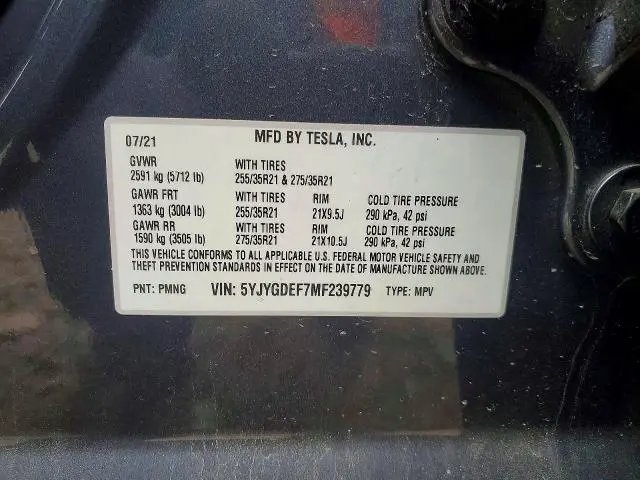 07/21 MFD BY TESLA, INC.
GVWR WITH TIRES
2591 kg (5712 lb) 255/35R21 & 275/35R21
GAWR FRT WITH TIRES RIM COLD TIRE PRESSURE
1363 kg (3004 lb) 255/35R21 21X9.5J 290 kPa, 42 psi
GAWR RR WITH TIRES RIM COLD TIRE PRESSURE
1590 kg (3505 lb) 275/35R21 21X10.5J 290 kPa, 42 psi
THIS VEHICLE CONFORMS TO ALL APPLICABLE U.S. FEDERAL MOTOR VEHICLE SAFETY AND
THEFT PREVENTION STANDARDS IN EFFECT ON THE DATE OF MANUFACTURE SHOWN ABOVE.
PNT: PMNG VIN: 5YJYGDEF7MF239779 TYPE: MPV